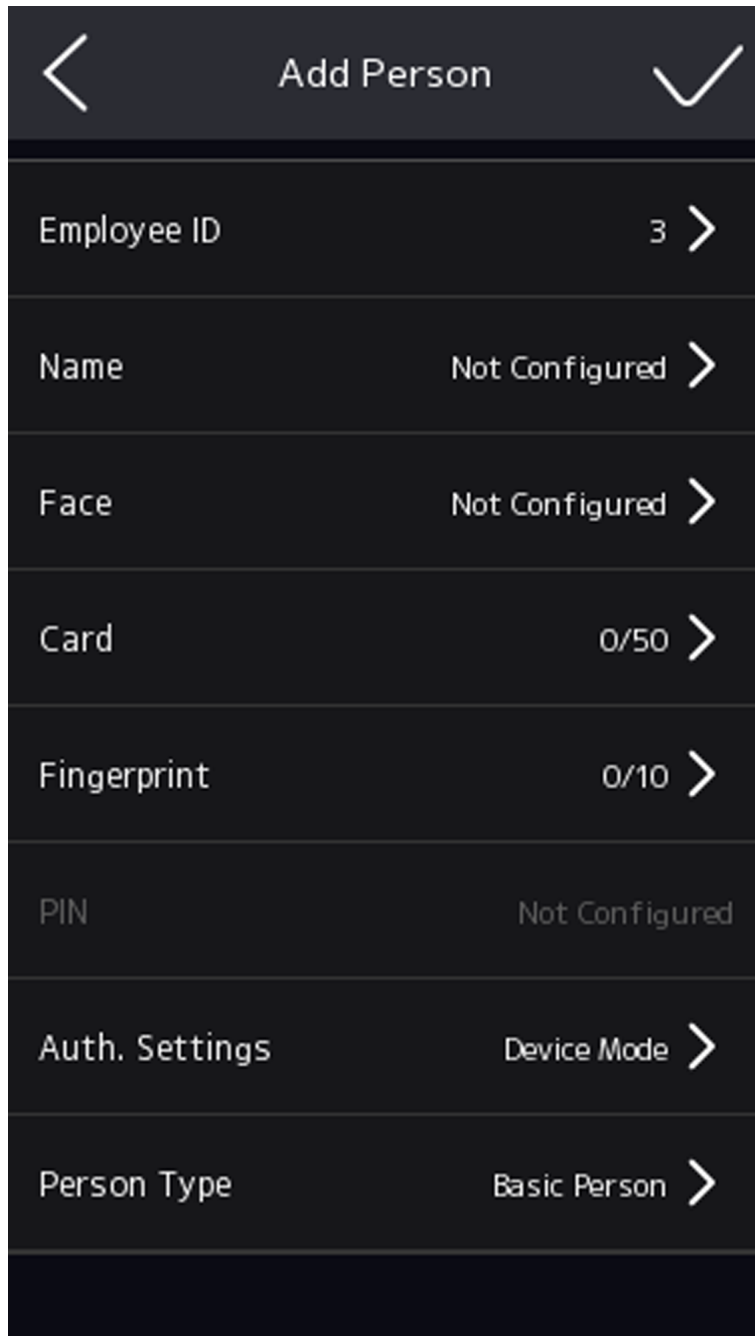 Add Person
Employee ID 3
Name Not Configured
Face Not Configured
Card 0/50
Fingerprint 0/10
PIN Not Configured
Auth. Settings Device Mode
Person Type Basic Person